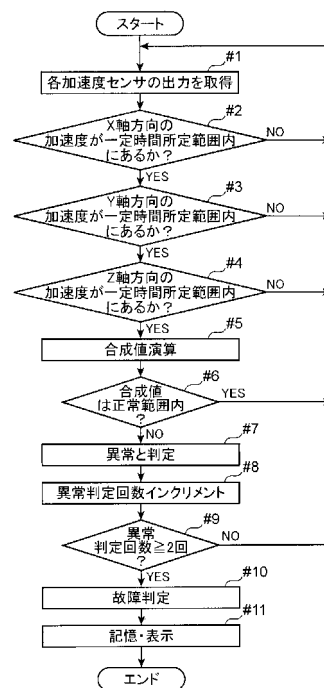 スタート
#1
各加速度センサの出力を取得
#2
X軸方向の
加速度が一定時間所定範囲内
にあるか?
NO
YES
#3
Y軸方向の
加速度が一定時間所定範囲内
にあるか?
NO
YES
#4
Z軸方向の
加速度が一定時間所定範囲内
にあるか?
NO
YES
#5
合成値演算
#6
合成値
は正常範囲内
?
YES
NO
#7
異常と判定
#8
異常判定回数インクリメント
#9
異常
判定回数≧2回
?
NO
YES
#10
故障判定
#11
記憶・表示
エンド